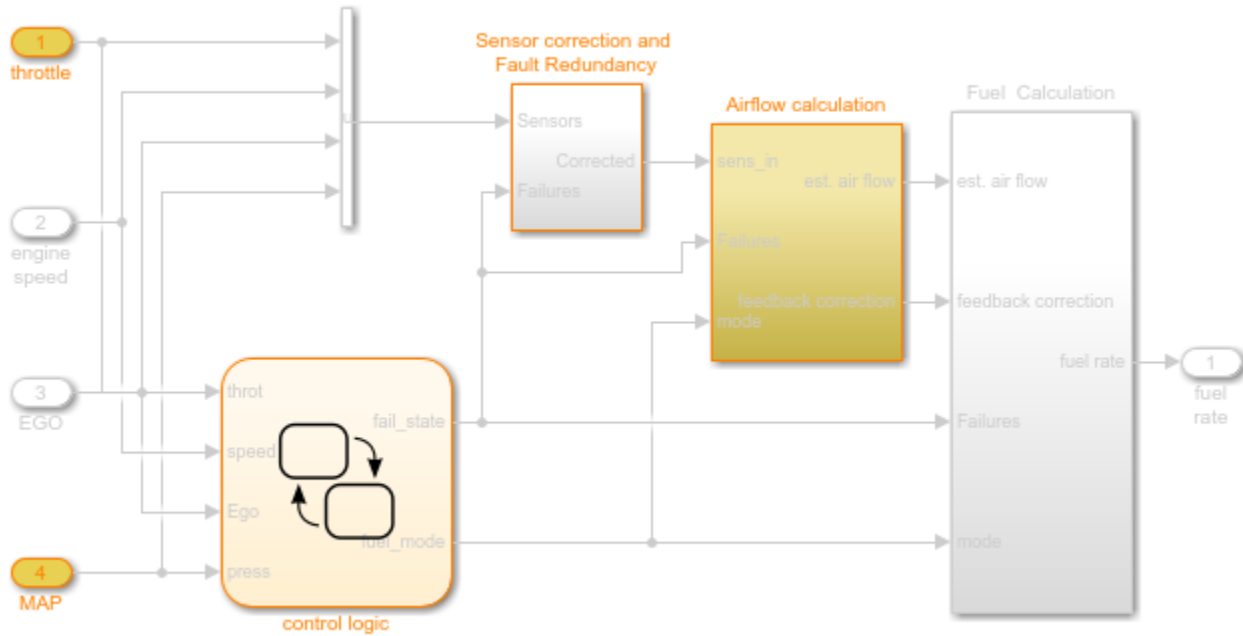 1
throttle
2
engine
speed
3
EGO
4
MAP
throt
speed
Ego
press
fail_state
fuel_mode
control logic
Sensor correction and
Fault Redundancy
Sensors
Corrected
Failures
Airflow calculation
sens_in
est. air flow
Failures
feedback correction
mode
Fuel Calculation
est. air flow
feedback correction
fuel rate
Failures
mode
1
fuel
rate